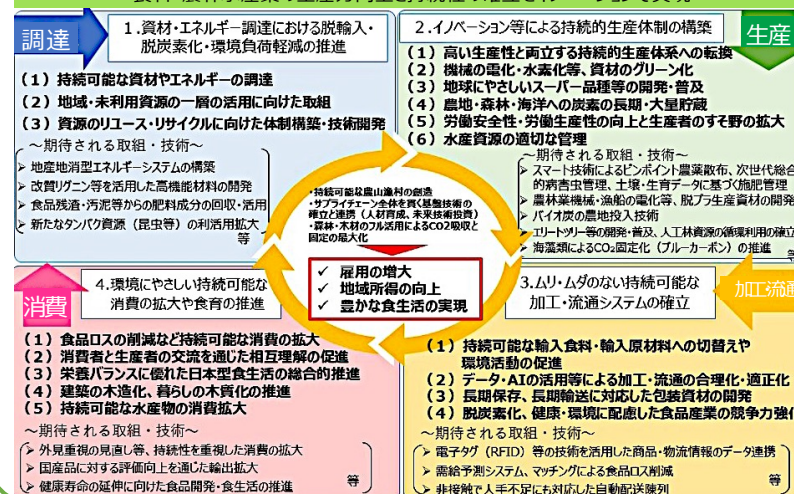 調達
1.資材・エネルギー調達における脱輸入・
脱炭素化・環境負荷軽減の推進
(1)持続可能な資材やエネルギーの調達
(2)地域・未利用資源の一層の活用に向けた取組
(3)資源のリユース・リサイクルに向けた体制構築・技術開発
～期待される取組・技術～
➢ 地産地消型エネルギーシステムの構築
➢ 改質リグニン等を活用した高機能材料の開発
➢ 食品残渣・汚泥等からの肥料成分の回収・活用
➢ 新たなタンパク資源(昆虫等)の利活用拡大
等
2.イノベーション等による持続的生産体制の構築
生産
(1)高い生産性と両立する持続的生産体系への転換
(2)機械の電化・水素化等、資材のグリーン化
(3)地球にやさしいスーパー品種等の開発・普及
(4)農地・森林・海洋への炭素の長期・大量貯蔵
(5)労働安全性・労働生産性の向上と生産者のすそ野の拡大
(6)水産資源の適切な管理
～期待される取組・技術～
➢ スマート技術によるピンポイント農薬散布、次世代総合
的病害虫管理、土壌・生育データに基づく施肥管理
➢ 農林業機械・漁船の電化等、脱プラ生産資材の開発
➢ バイオ炭の農地投入技術
➢ エリートツリー等の開発・普及、人工林資源の循環利用の確立
➢ 海藻類によるCO₂固定化(ブルーカーボン)の推進
・持続可能な農山漁村の創造
・サプライチェーン全体を貫く基盤技術の
確立と連携(人材育成、未来技術投資)
・森林・木材のフル活用によるCO2吸収と
固定の最大化
✓ 雇用の増大
✓ 地域所得の向上
✓ 豊かな食生活の実現
消費
4.環境にやさしい持続可能な
消費の拡大や食育の推進
(1)食品ロスの削減など持続可能な消費の拡大
(2)消費者と生産者の交流を通じた相互理解の促進
(3)栄養バランスに優れた日本型食生活の総合的推進
(4)建築の木造化、暮らしの木質化の推進
(5)持続可能な水産物の消費拡大
～期待される取組・技術～
➢ 外見重視の見直し等、持続性を重視した消費の拡大
➢ 国産品に対する評価向上を通じた輸出拡大
➢ 健康寿命の延伸に向けた食品開発・食生活の推進
等
3.ムリ・ムダのない持続可能な
加工・流通システムの確立
加工流通
(1)持続可能な輸入食料・輸入原材料への切替えや
環境活動の促進
(2)データ・AIの活用等による加工・流通の合理化・適正化
(3)長期保存、長期輸送に対応した包装資材の開発
(4)脱炭素化、健康・環境に配慮した食品産業の競争力強化
～期待される取組・技術～
➢ 電子タグ(RFID)等の技術を活用した商品・物流情報のデータ連携
➢ 需給予測システム、マッチングによる食品ロス削減
➢ 非接触で人手不足にも対応した自動配送陳列
等